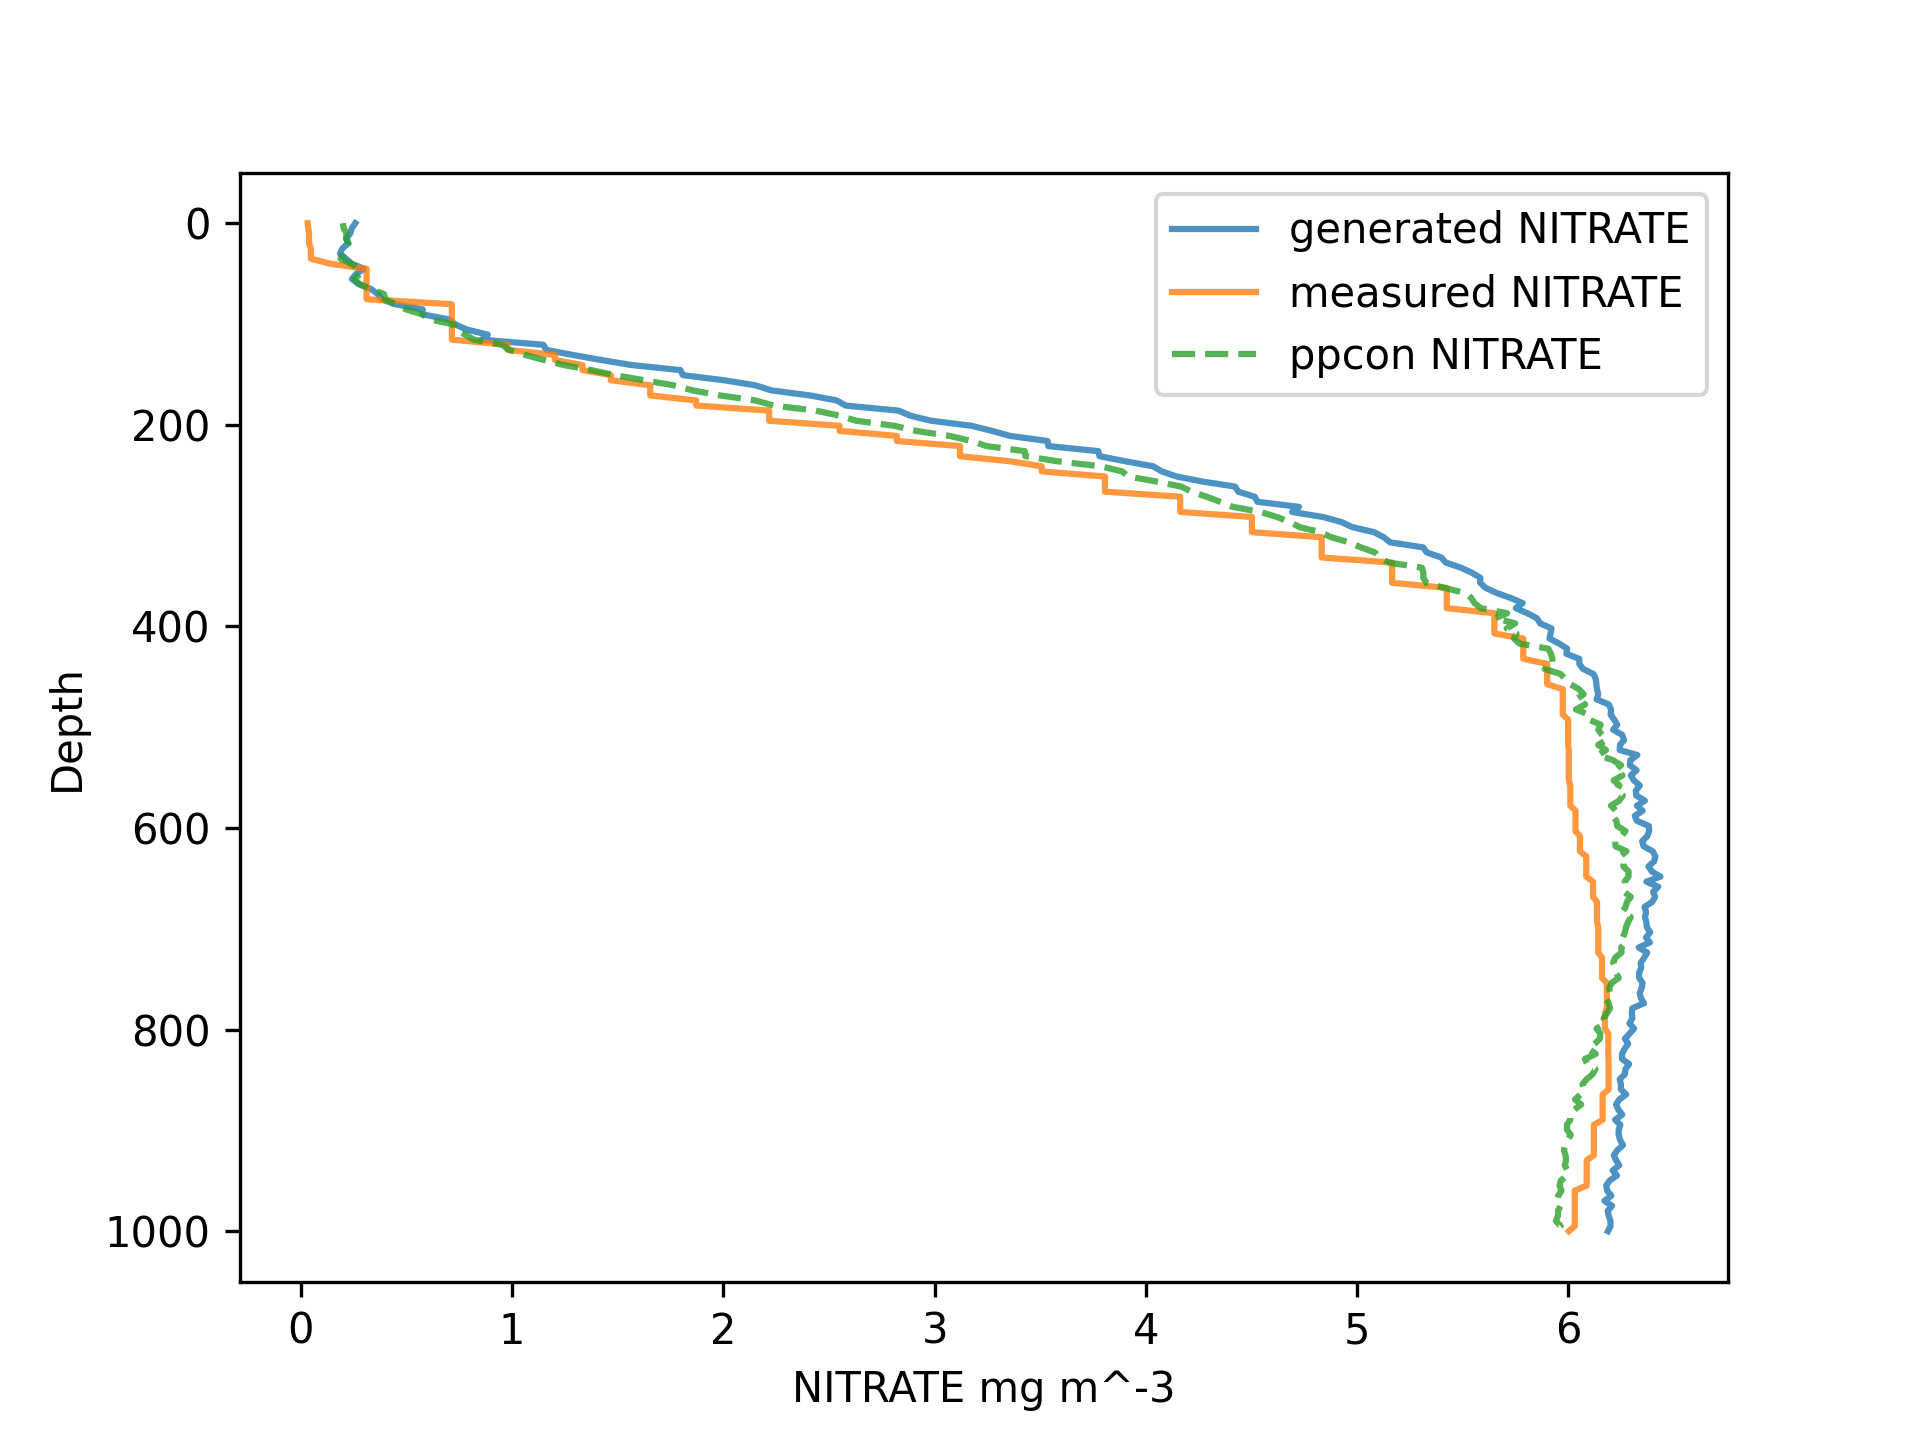 generated NITRATE
measured NITRATE
ppcon NITRATE
0
200
400
600
800
1000
Depth
0 1 2 3 4 5 6
NITRATE mg m^-3